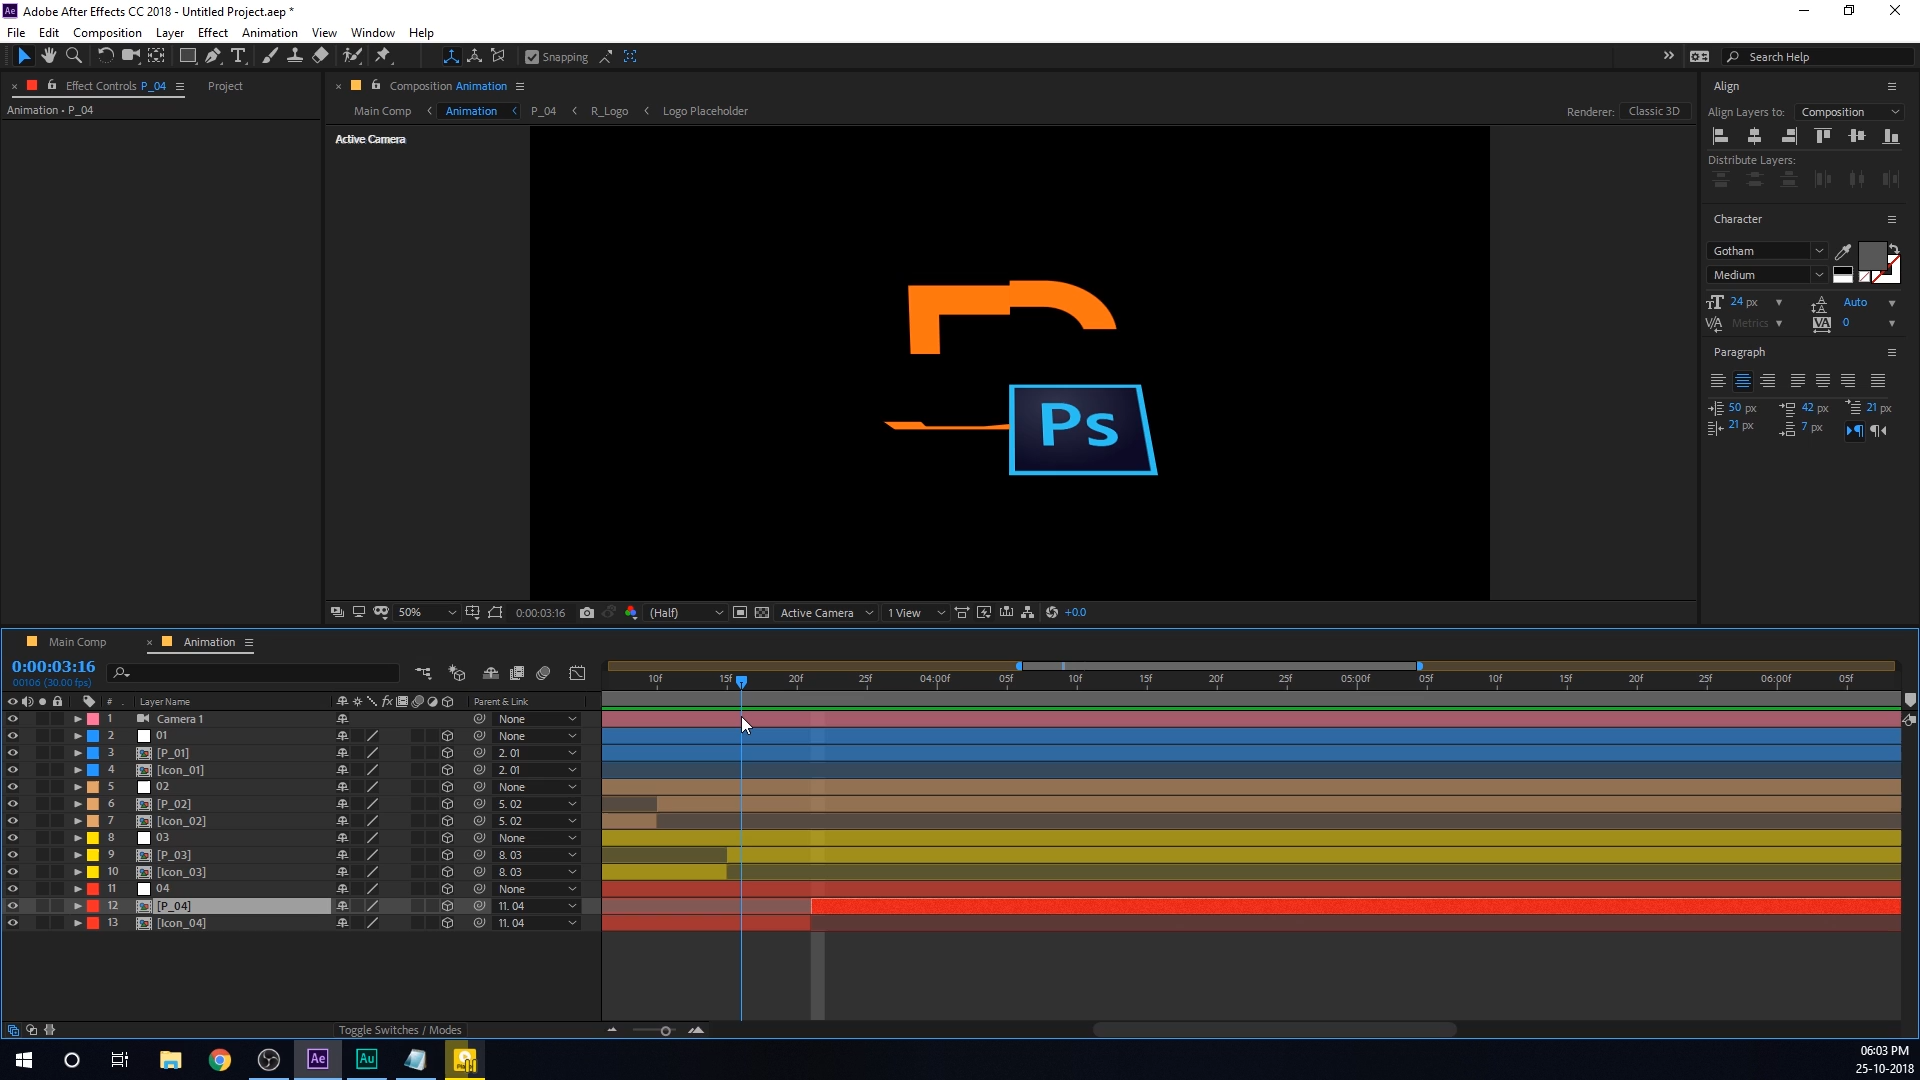 Ae Adobe After Effects CC 2018 - Untitled Project.aep *
File Edit Composition Layer Effect Animation View Window Help
Snapping
Search Help
Effect Controls P_04
Project
Animation • P_04
Composition Animation
Main Comp Animation P_04 R_Logo Logo Placeholder
Renderer: Classic 3D
Active Camera
Ps
50% 0:00:03:16 (Half) Active Camera 1 View +0.0
Align
Align Layers to: Composition
Distribute Layers:
Character
Gotham
Medium
24 px Auto
Metrics 0
Paragraph
50 px 42 px 21 px
21 px 7 px
Main Comp
Animation
0:00:03:16
00106 (30.00 fps)
10f 15f 20f 25f 04:00f 05f 10f 15f 20f 25f 05:00f 05f 10f 15f 20f 25f 06:00f 05f
# . Layer Name fx Parent & Link
1 Camera 1 None
2 01 None
3 [P_01] 2. 01
4 [Icon_01] 2. 01
5 02 None
6 [P_02] 5. 02
7 [Icon_02] 5. 02
8 03 None
9 [P_03] 8. 03
10 [Icon_03] 8. 03
11 04 None
12 [P_04] 11. 04
13 [Icon_04] 11. 04
Toggle Switches / Modes
Ae Au
06:03 PM
25-10-2018